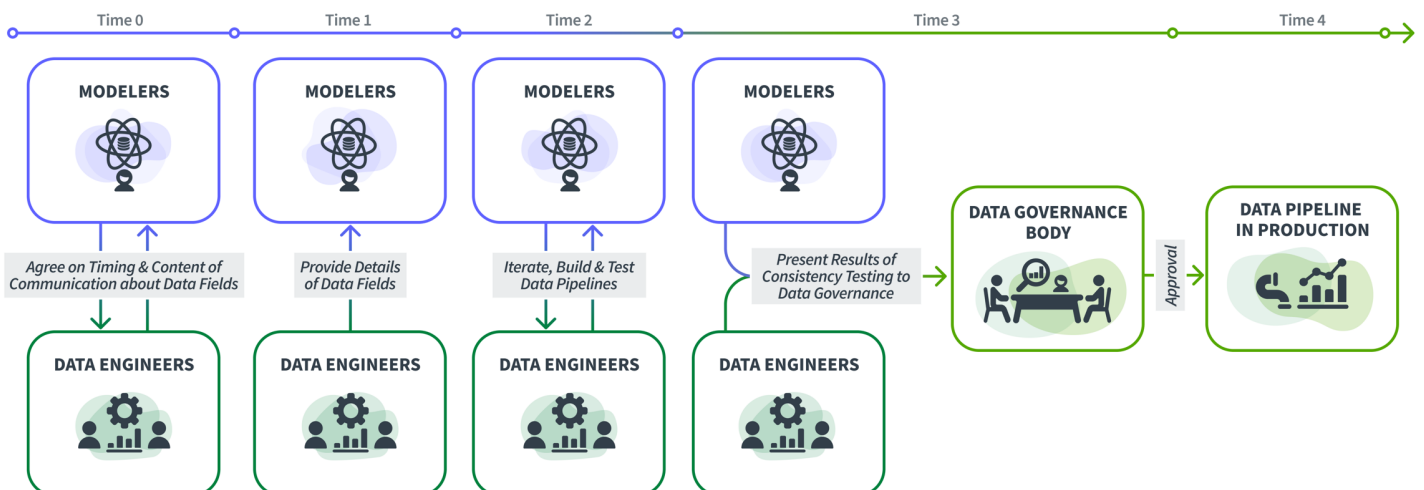 Time 0
Time 1
Time 2
Time 3
Time 4
MODELERS
MODELERS
MODELERS
MODELERS
DATA GOVERNANCE
BODY
DATA PIPELINE
IN PRODUCTION
Agree on Timing & Content of
Communication about Data Fields
Provide Details
of Data Fields
Iterate, Build & Test
Data Pipelines
Present Results of
Consistency Testing to
Data Governance
Approval
DATA ENGINEERS
DATA ENGINEERS
DATA ENGINEERS
DATA ENGINEERS